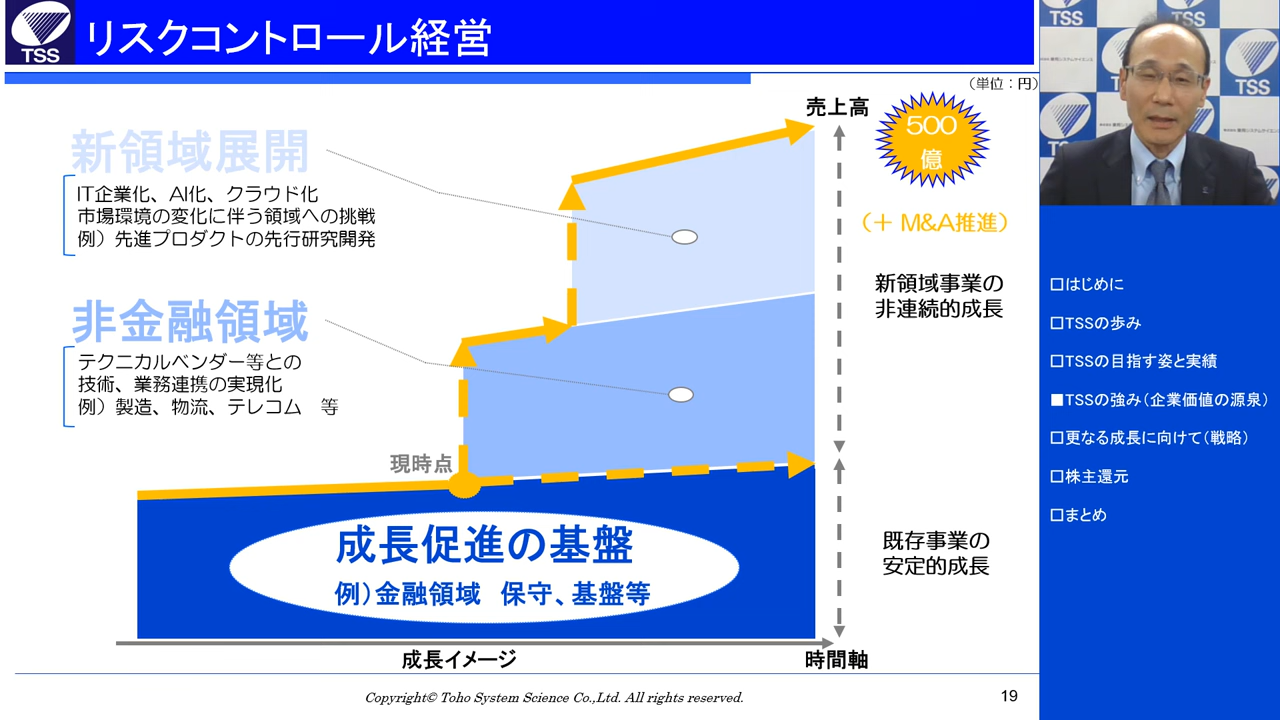 TSS
リスクコントロール経営
(単位：円)
売上高
500
億
新領域展開
IT企業化、AI化、クラウド化
市場環境の変化に伴う領域への挑戦
例）先進プロダクトの先行研究開発
（＋ M&A推進）
新領域事業の
非連続的成長
非金融領域
テクニカルベンダー等との
技術、業務連携の実現化
例）製造、物流、テレコム　等
現時点
成長促進の基盤
例）金融領域　保守、基盤等
既存事業の
安定的成長
成長イメージ
時間軸
Copyright© Toho System Science Co.,Ltd. All rights reserved.
19
TSS
TSS
TSS
TSS
□はじめに
□TSSの歩み
□TSSの目指す姿と実績
■TSSの強み（企業価値の源泉）
□更なる成長に向けて（戦略）
□株主還元
□まとめ